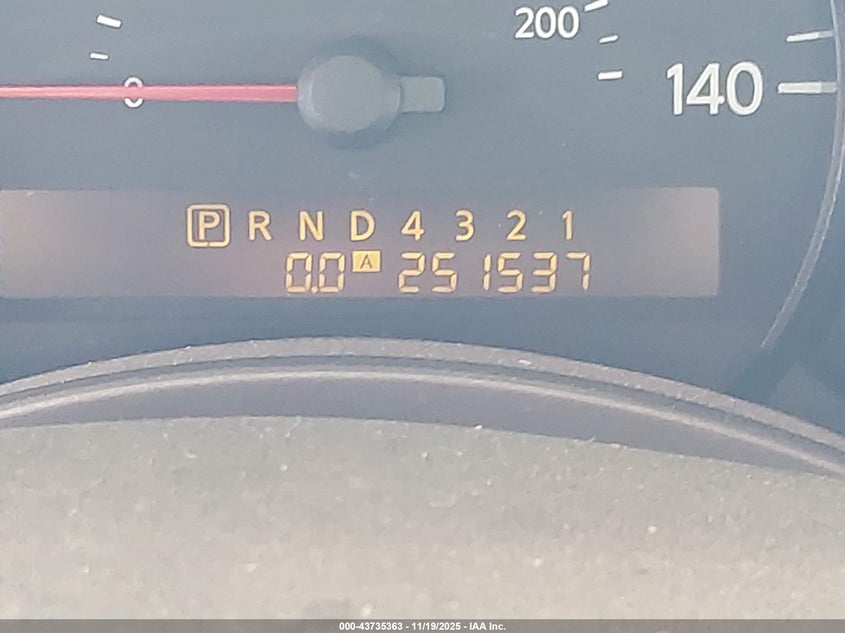 200
140
0
P R N D 4 3 2 1
0.0 A 251537
000-43735363 - 11/19/2025 - IAA Inc.